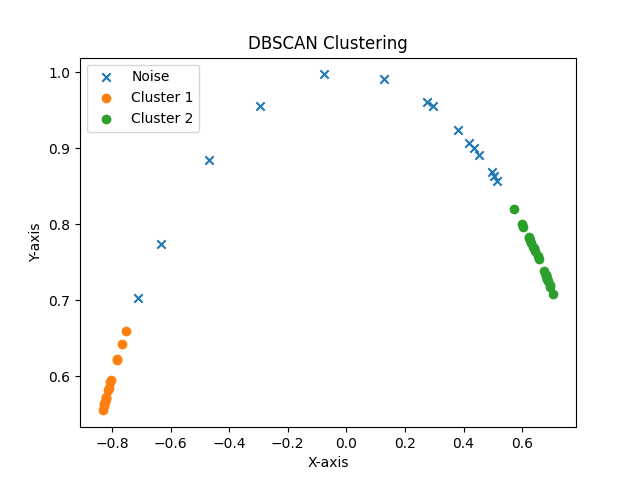 DBSCAN Clustering
Noise
Cluster 1
Cluster 2
Y-axis
1.0
0.9
0.8
0.7
0.6
−0.8 −0.6 −0.4 −0.2 0.0 0.2 0.4 0.6
X-axis